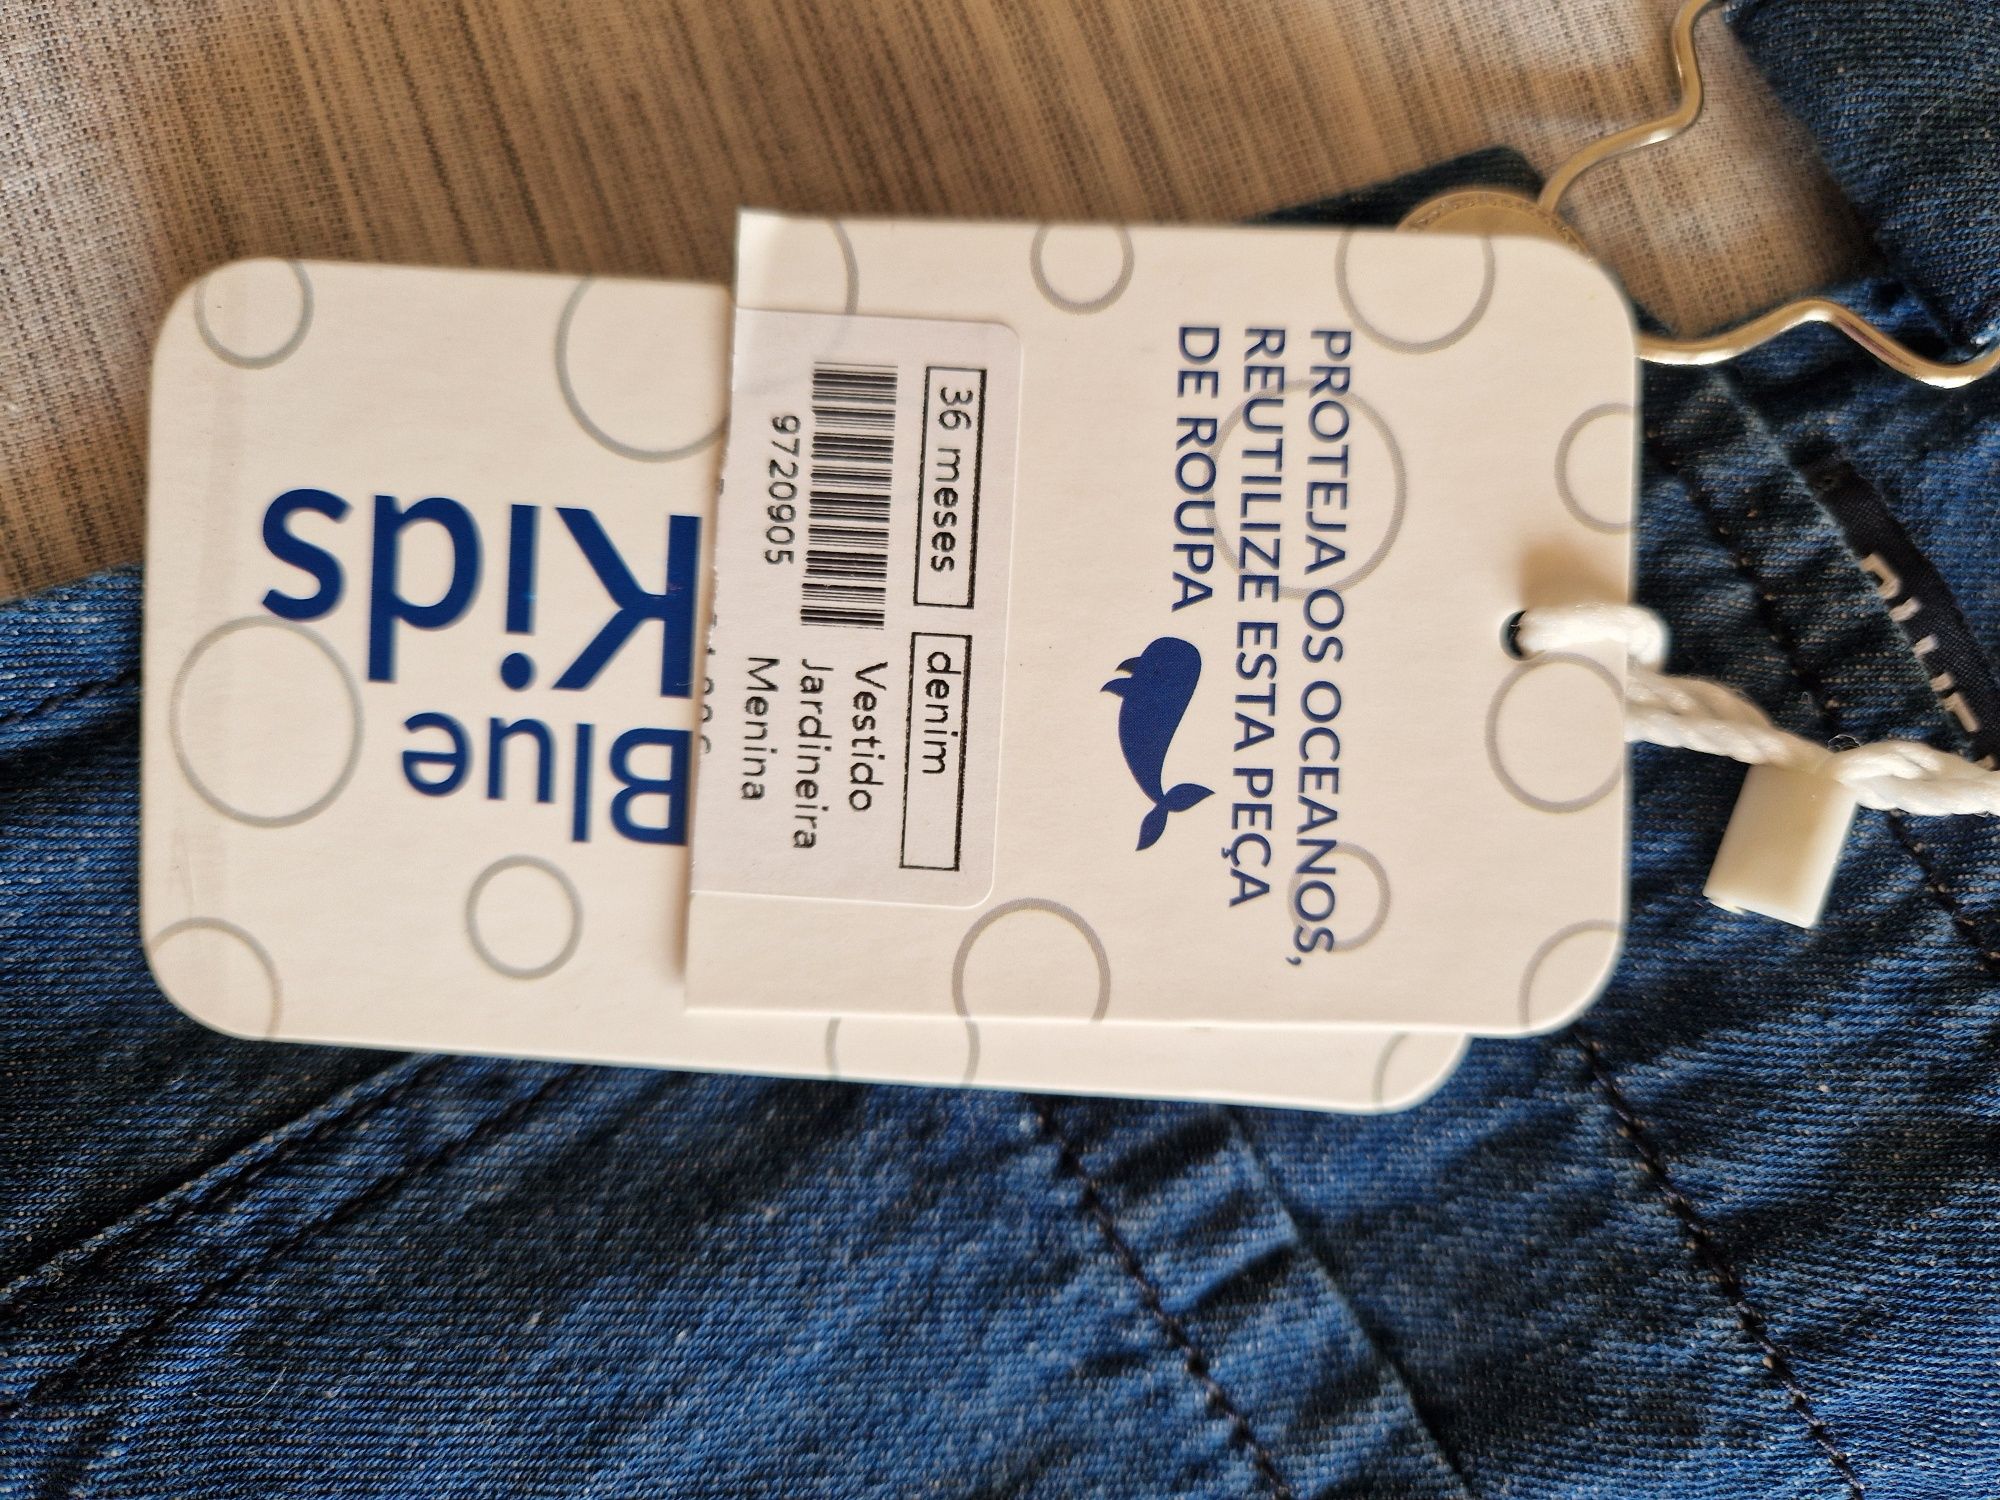 PROTEJA OS OCEANOS,
REUTILIZE ESTA PEÇA
DE ROUPA
36 meses
denim
9720905
Vestido
Jardineira
Menina
Blue
Kids